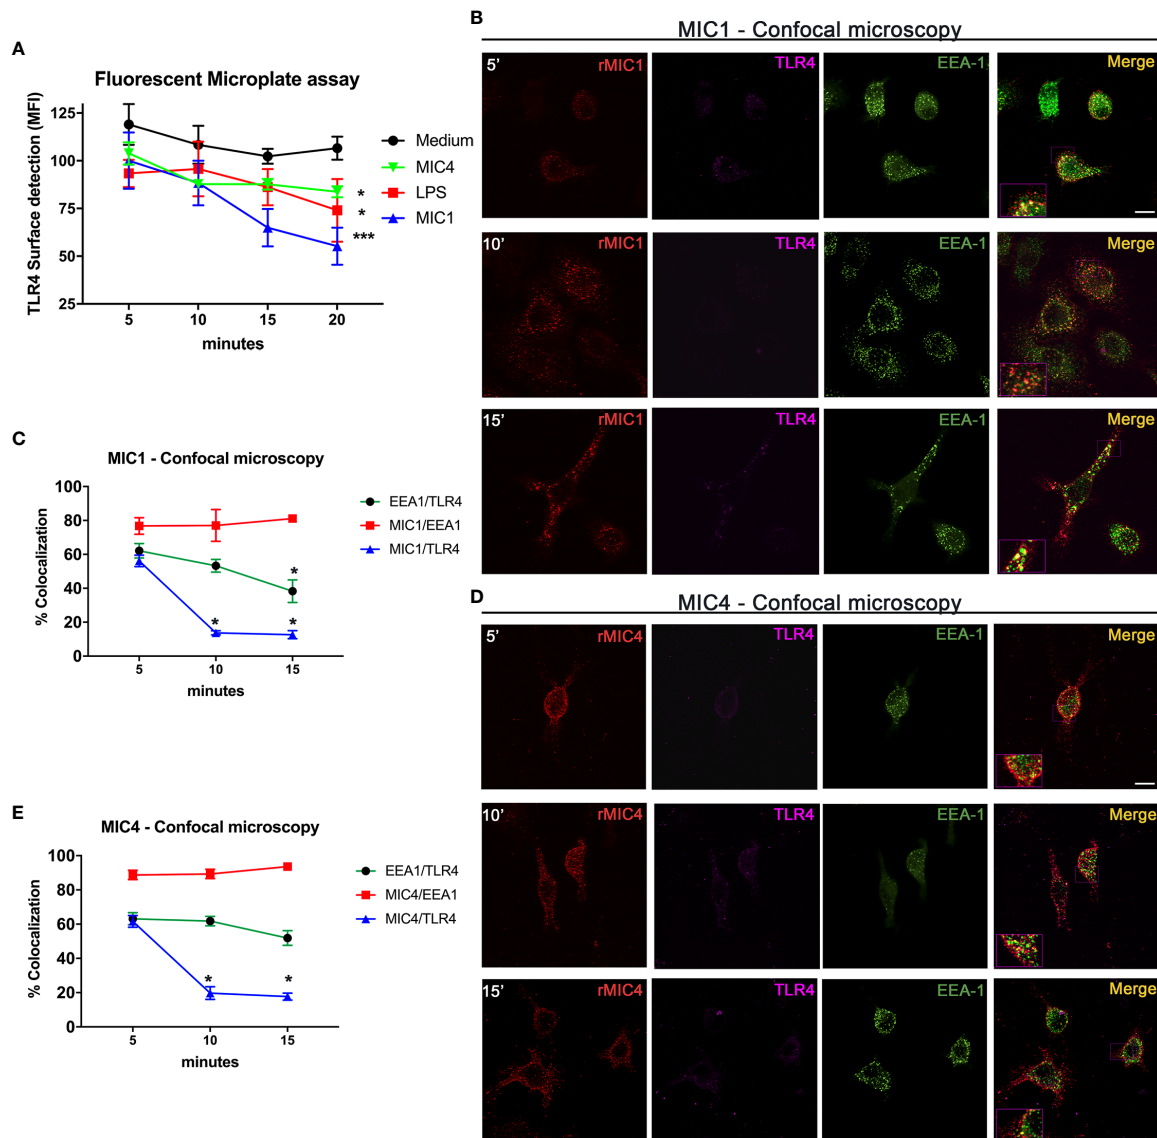 A
Fluorescent Microplate assay
TLR4 Surface detection (MFI)
125
100
75
50
25
5
10
15
20
minutes
Medium
MIC4
LPS
MIC1
*
*
***
B
MIC1 - Confocal microscopy
5’ rMIC1 TLR4 EEA-1 Merge
10’ rMIC1 TLR4 EEA-1 Merge
15’ rMIC1 TLR4 EEA-1 Merge
C
MIC1 - Confocal microscopy
% Colocalization
100
80
60
40
20
0
5
10
15
minutes
EEA1/TLR4
MIC1/EEA1
MIC1/TLR4
*
*
*
D
MIC4 - Confocal microscopy
5’ rMIC4 TLR4 EEA-1 Merge
10’ rMIC4 TLR4 EEA-1 Merge
15’ rMIC4 TLR4 EEA-1 Merge
E
MIC4 - Confocal microscopy
% Colocalization
100
80
60
40
20
0
5
10
15
minutes
EEA1/TLR4
MIC4/EEA1
MIC4/TLR4
*
*